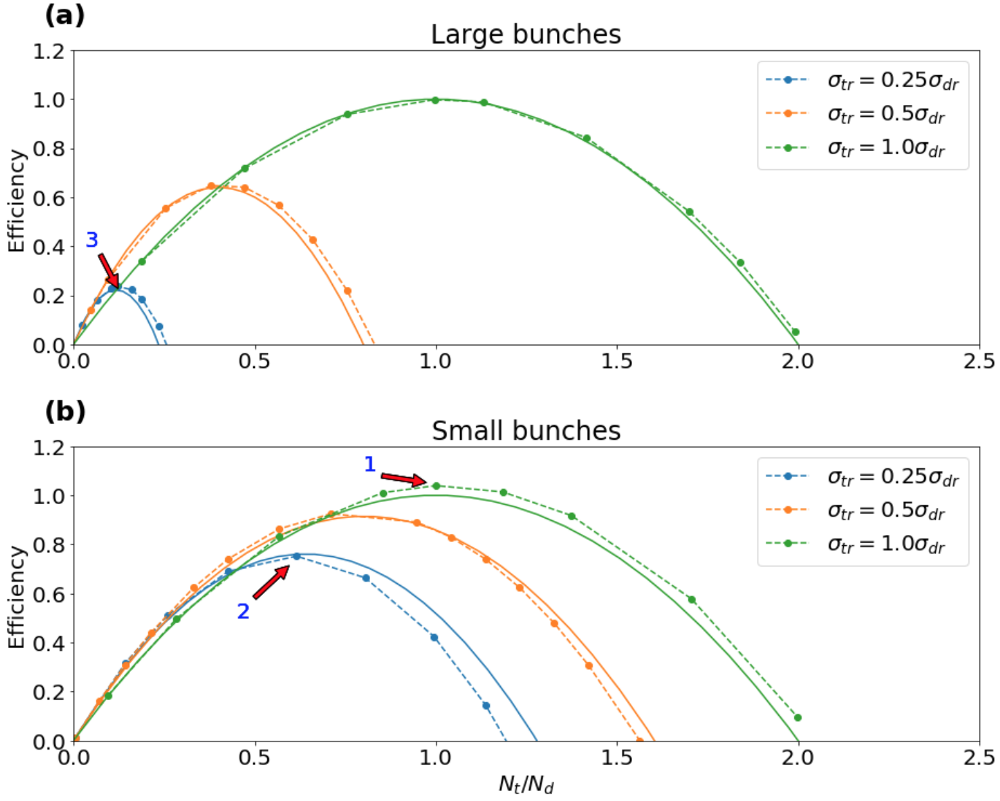 (a)
Large bunches
Efficiency
1.2
1.0
0.8
0.6
0.4
0.2
0.0
0.0 0.5 1.0 1.5 2.0 2.5
σtr = 0.25σdr
σtr = 0.5σdr
σtr = 1.0σdr
3
(b)
Small bunches
Efficiency
1.2
1.0
0.8
0.6
0.4
0.2
0.0
0.0 0.5 1.0 1.5 2.0 2.5
σtr = 0.25σdr
σtr = 0.5σdr
σtr = 1.0σdr
1
2
Nt/Nd